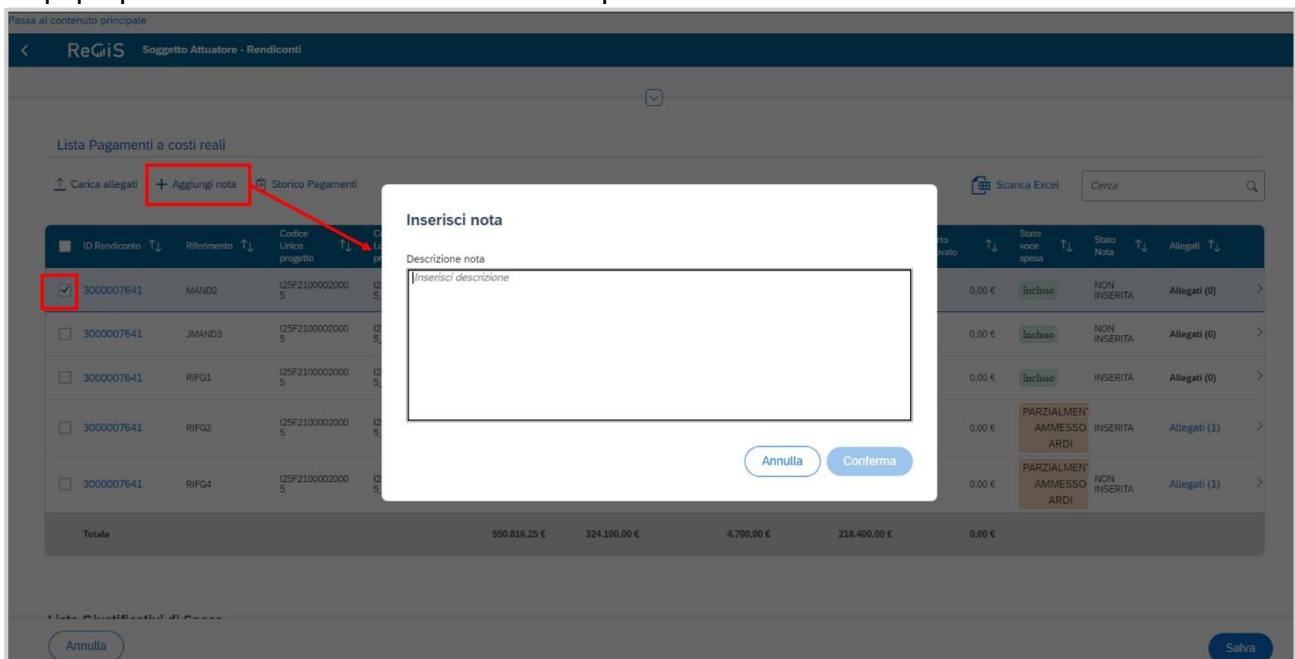 Passa al contenuto principale
ReGiS Soggetto Attuatore - Rendiconti
Lista Pagamenti a costi reali
Carica allegati
Aggiungi nota
Storico Pagamenti
Scarica Excel
Cerca
ID Rendiconto
Riferimento
Codice
Unico
progetto
Stato
voce
spesa
Stato
Nota
Allegati
3000007641 MAND2 I25F2100002000 0,00 € Incluso NON Allegati (0)
5 INSERITA
3000007641 JMAND3 I25F2100002000 0,00 € Incluso NON Allegati (0)
5 INSERITA
3000007641 RIFG1 I25F2100002000 0,00 € Incluso INSERITA Allegati (0)
5
3000007641 RIFG2 I25F2100002000 0,00 € PARZIALMEN INSERITA Allegati (1)
5 AMMESSO
ARDI
3000007641 RIFG4 I25F2100002000 0,00 € PARZIALMEN NON Allegati (1)
5 AMMESSO INSERITA
ARDI
Totale 550.816,25 € 324.100,00 € 4.700,00 € 218.400,00 € 0,00 €
Inserisci nota
Descrizione nota
Inserisci descrizione
Annulla Conferma
Annulla Salva